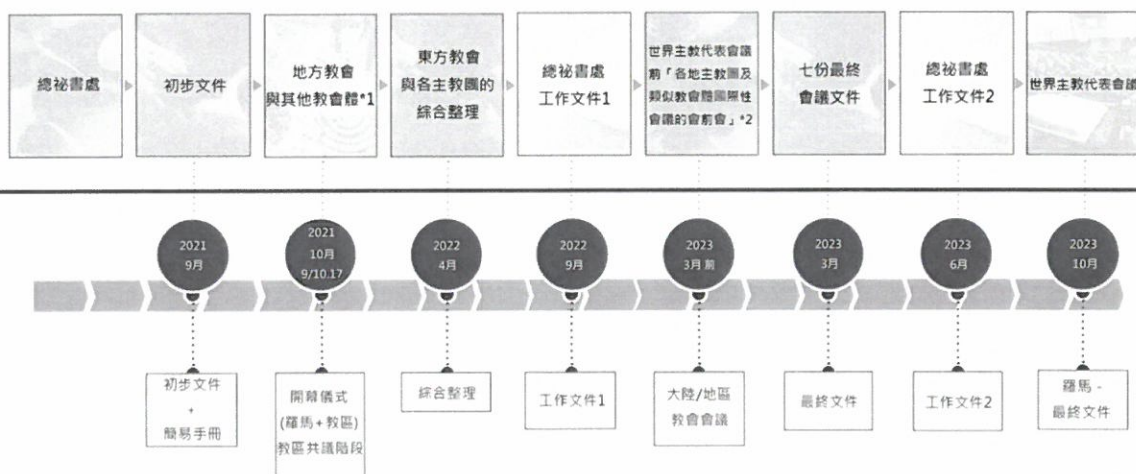 總祕書處
初步文件
地方教會
與其他教會體*1
東方教會
與各主教團的
綜合整理
總祕書處
工作文件1
世界主教代表會議
前「各地主教團及
類似教會體國際性
會議的會前會」*2
七份最終
會議文件
總祕書處
工作文件2
世界主教代表會議
2021
9月
2021
10月
9/10.17
2022
4月
2022
9月
2023
3月前
2023
3月
2023
6月
2023
10月
初步文件
+
簡易手冊
開幕儀式
(羅馬+教區)
教區共議階段
綜合整理
工作文件1
大陸/地區
教會會議
最終文件
工作文件2
羅馬 -
最終文件